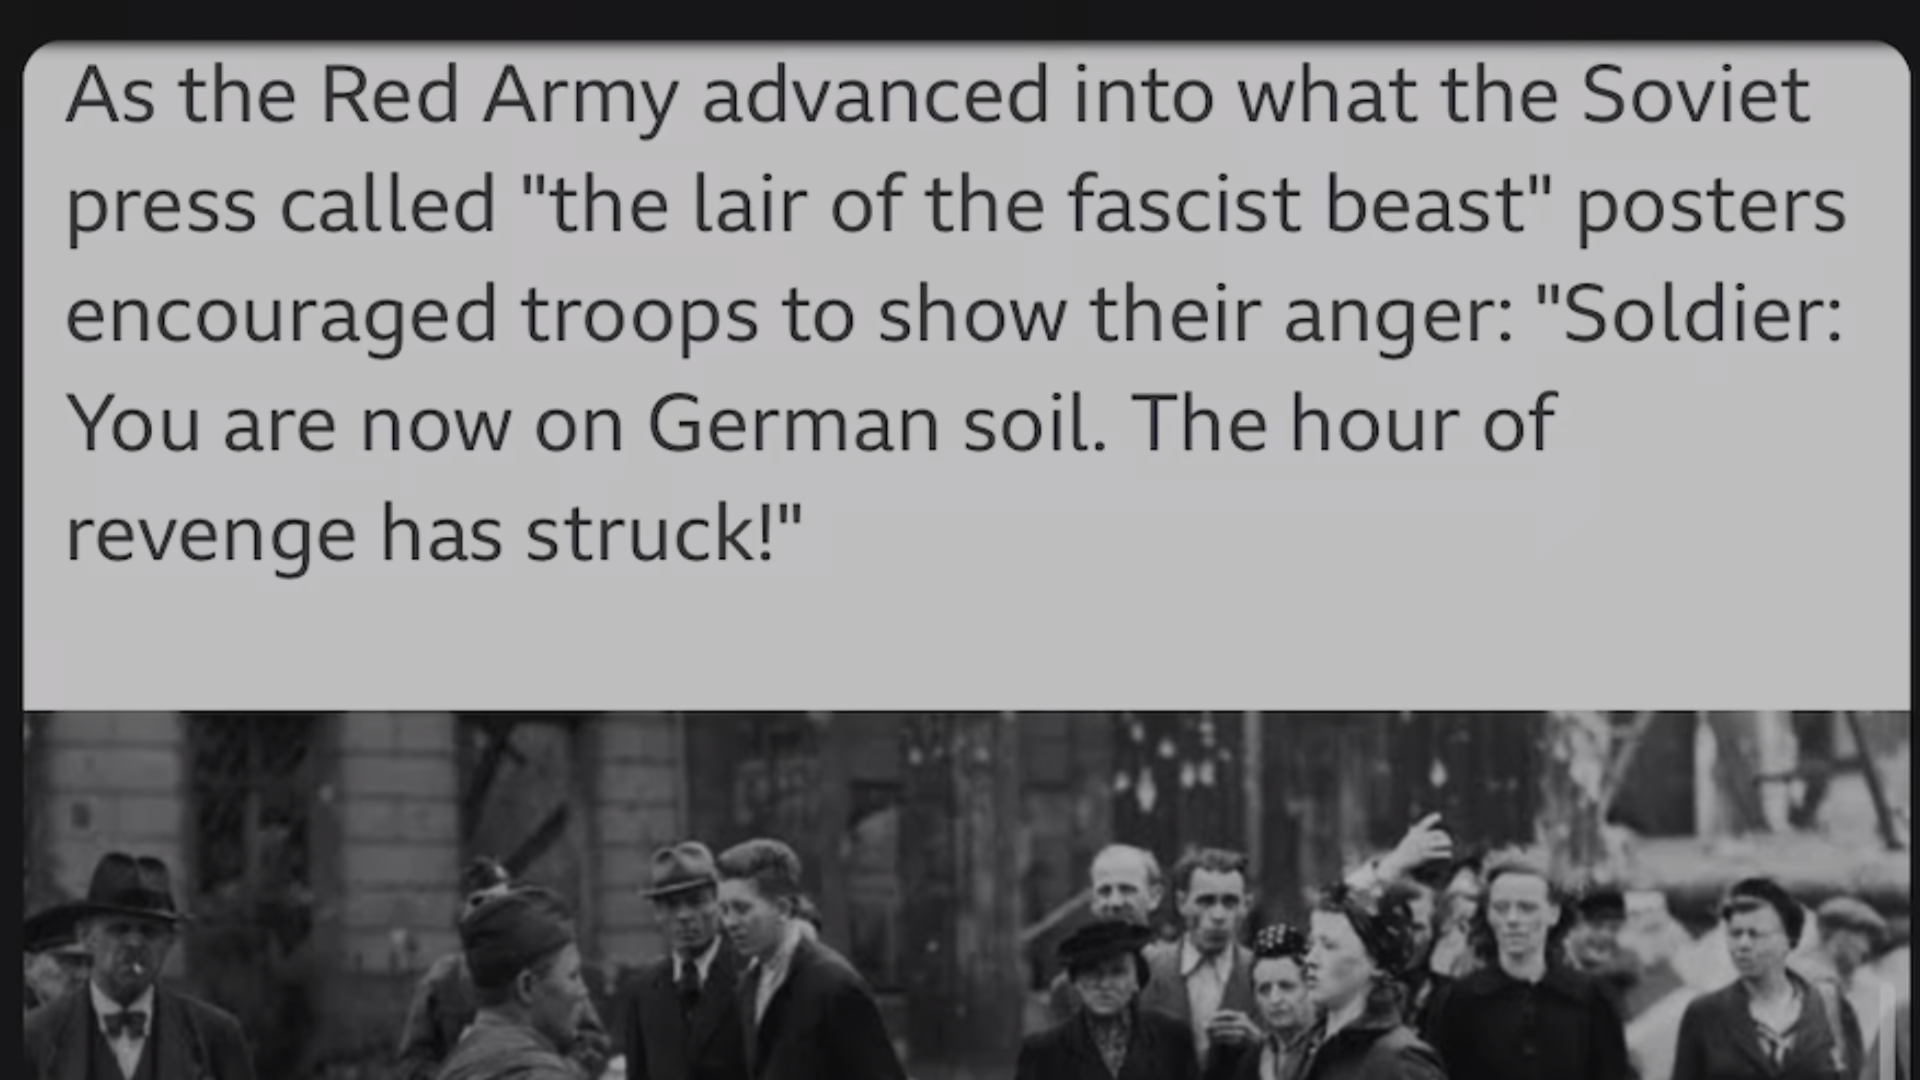 As the Red Army advanced into what the Soviet
press called "the lair of the fascist beast" posters
encouraged troops to show their anger: "Soldier:
You are now on German soil. The hour of
revenge has struck!"